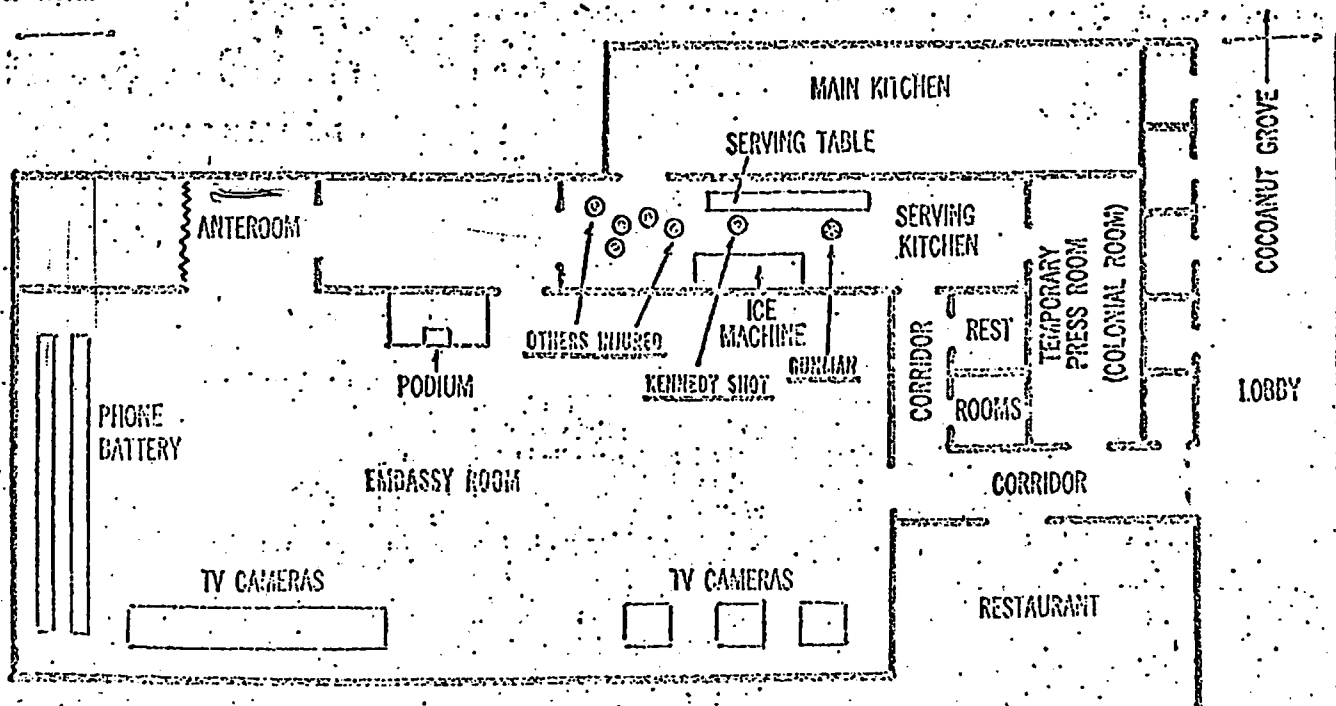 MAIN KITCHEN
SERVING TABLE
COCOANUT GROVE
ANTEROOM
SERVING
KITCHEN
TEMPORARY
PRESS ROOM
(COLONIAL ROOM)
OTHERS INJURED
ICE
MACHINE
KENNEDY SHOT
GUNMAN
CORRIDOR
REST
ROOMS
PODIUM
LOBBY
PHONE
BATTERY
EMBASSY ROOM
CORRIDOR
TV CAMERAS
TV CAMERAS
RESTAURANT